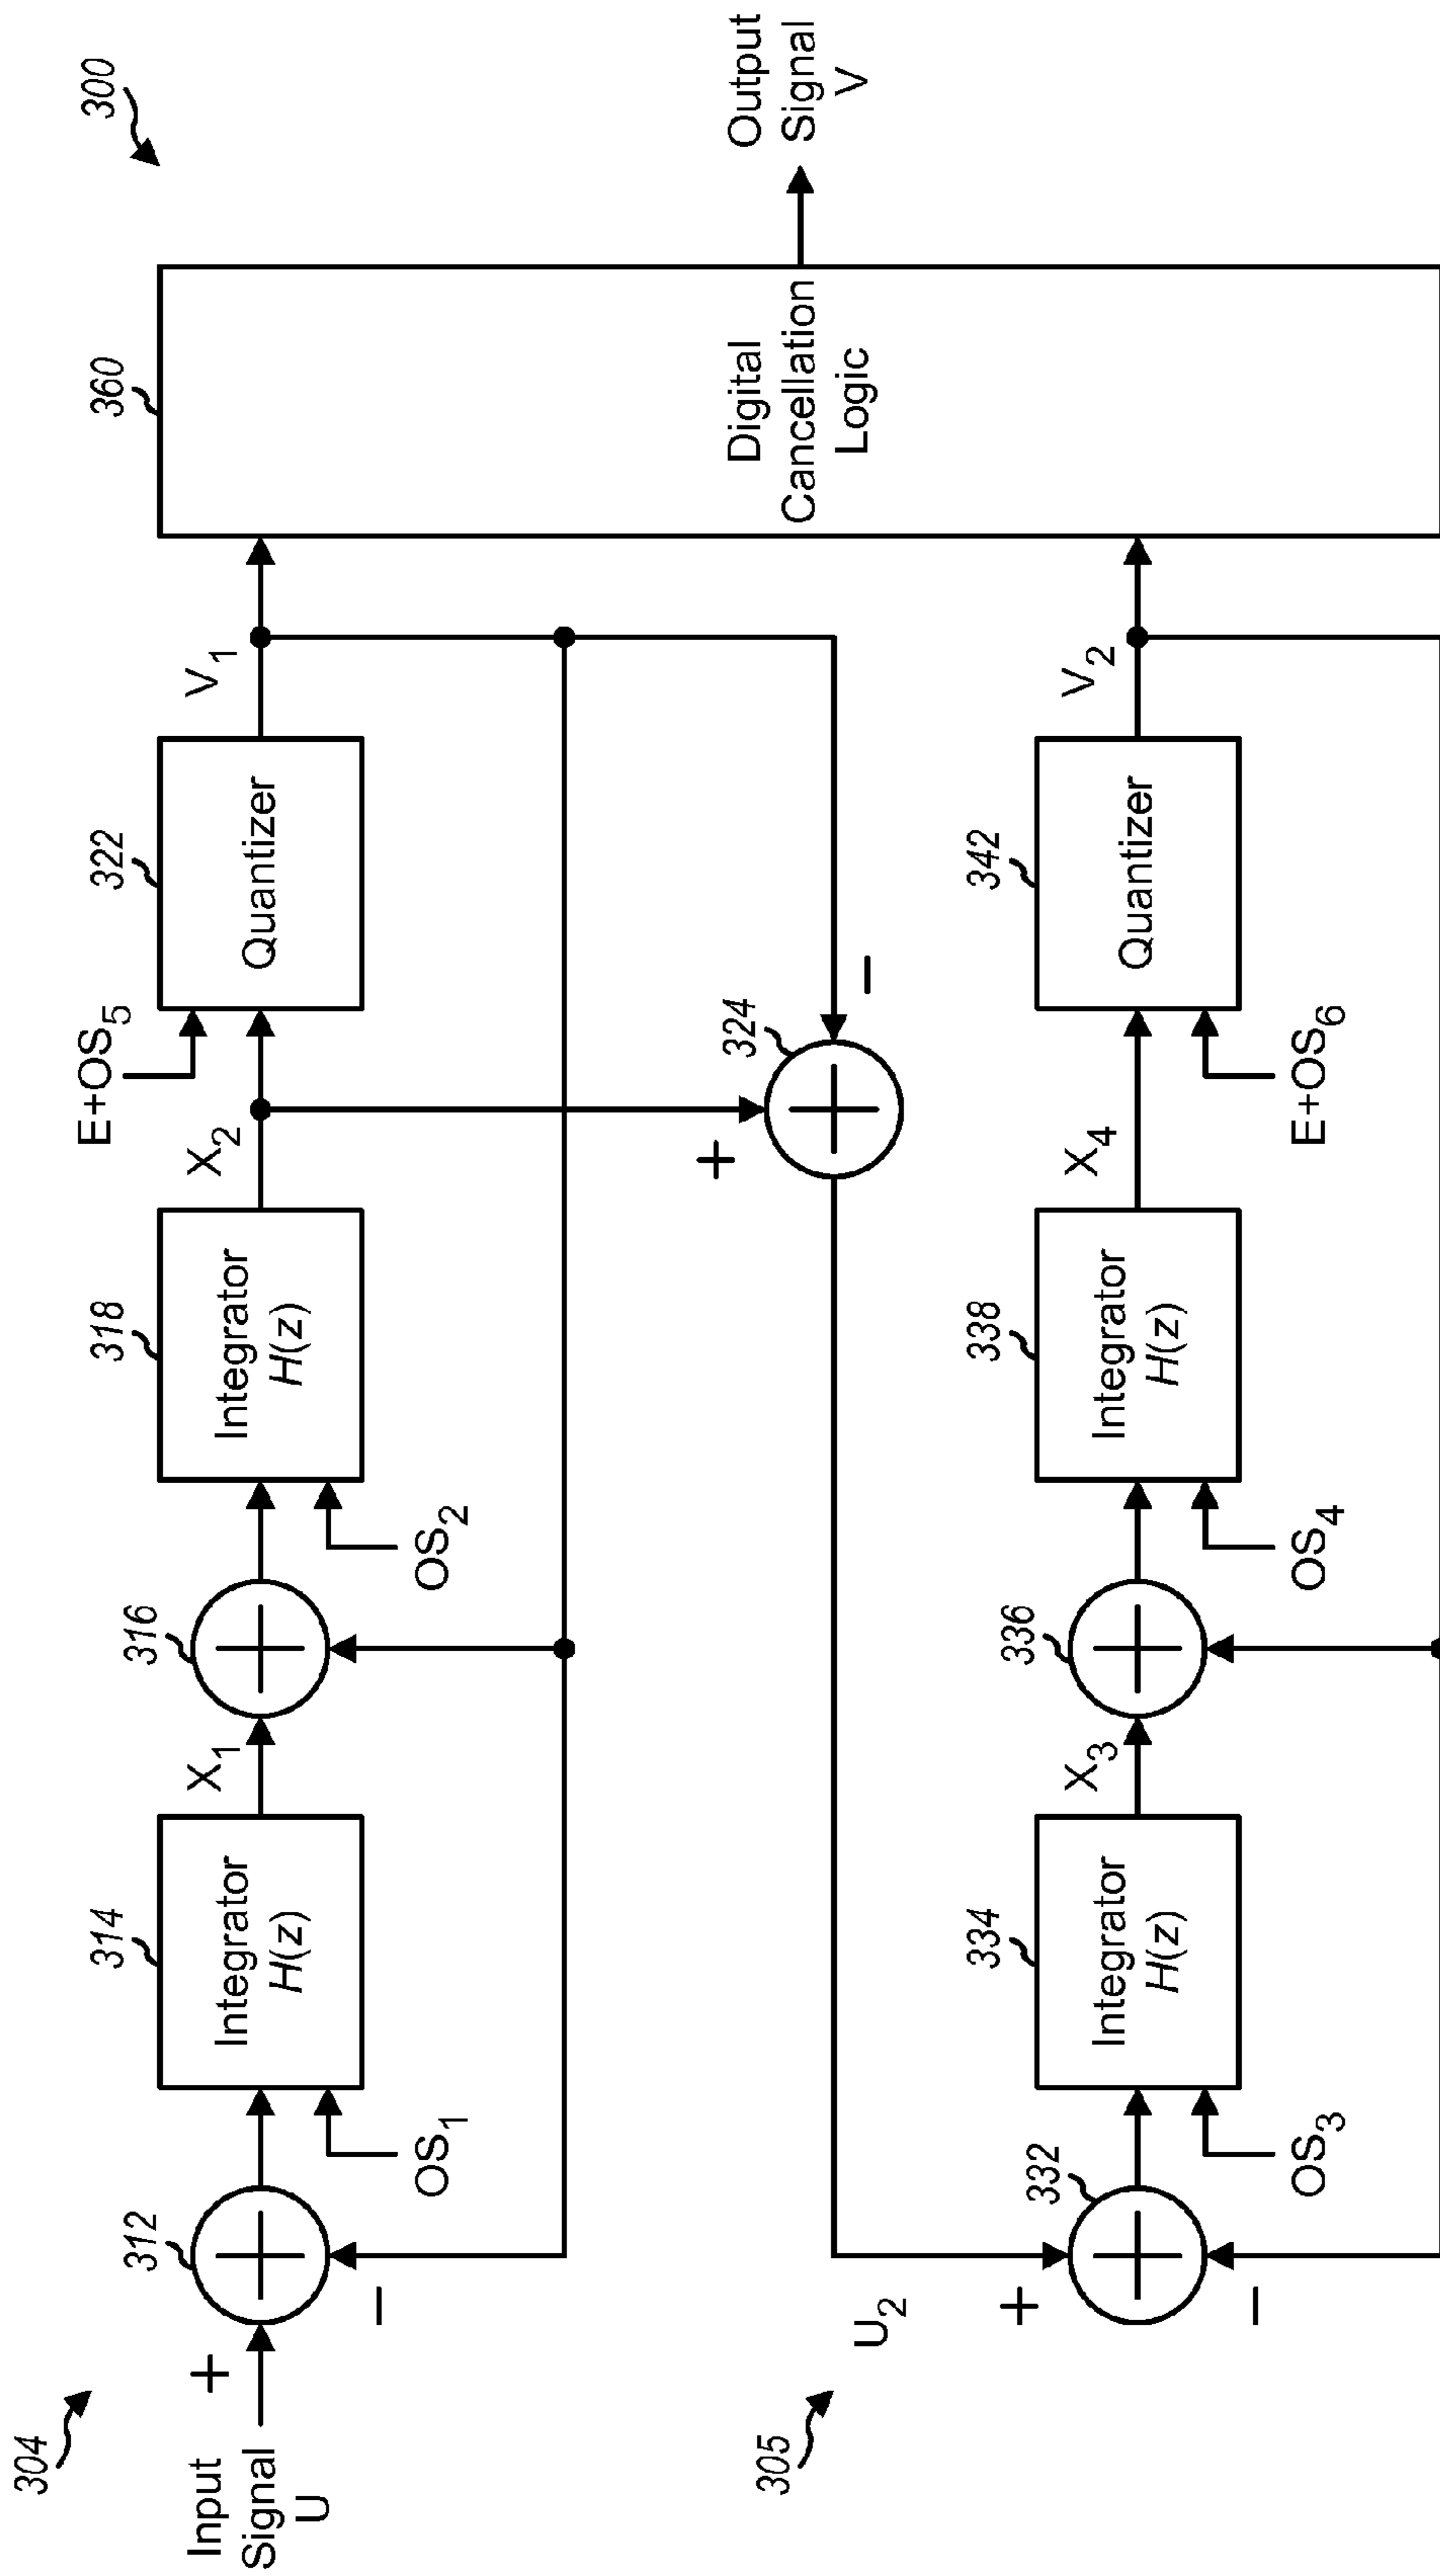 300
304
Input
Signal
U
+
−
312
OS1
314
Integrator
H(z)
X1
316
OS2
318
Integrator
H(z)
X2
E+OS5
322
Quantizer
V1
360
Digital
Cancellation
Logic
Output
Signal
V
+
−
324
305
U2
+
−
332
OS3
334
Integrator
H(z)
X3
336
OS4
338
Integrator
H(z)
X4
E+OS6
342
Quantizer
V2